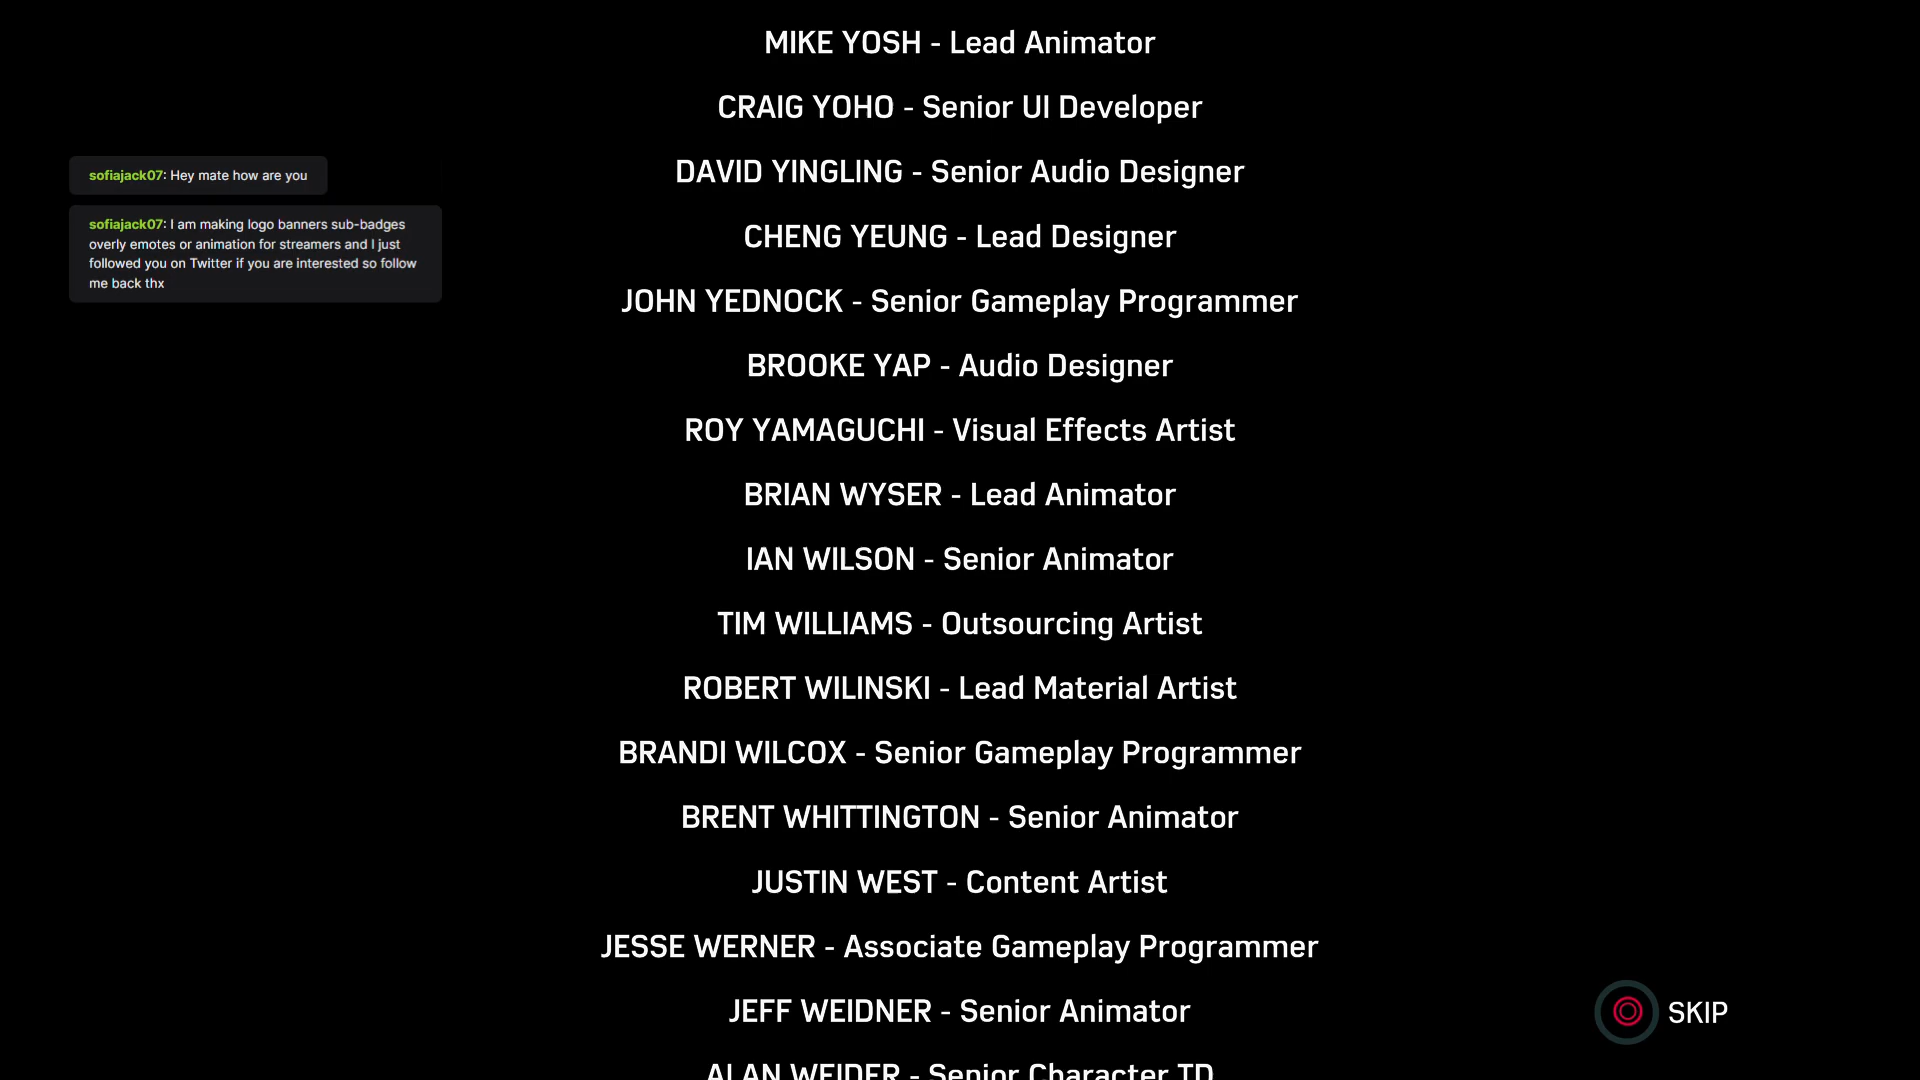 MIKE YOSH - Lead Animator
CRAIG YOHO - Senior UI Developer
DAVID YINGLING - Senior Audio Designer
sofiajack07: Hey mate how are you
sofiajack07: I am making logo banners sub-badges
overly emotes or animation for streamers and I just
followed you on Twitter if you are interested so follow
me back thx
CHENG YEUNG - Lead Designer
JOHN YEDNOCK - Senior Gameplay Programmer
BROOKE YAP - Audio Designer
ROY YAMAGUCHI - Visual Effects Artist
BRIAN WYSER - Lead Animator
IAN WILSON - Senior Animator
TIM WILLIAMS - Outsourcing Artist
ROBERT WILINSKI - Lead Material Artist
BRANDI WILCOX - Senior Gameplay Programmer
BRENT WHITTINGTON - Senior Animator
JUSTIN WEST - Content Artist
JESSE WERNER - Associate Gameplay Programmer
JEFF WEIDNER - Senior Animator
SKIP
ALAN WEIDER - Senior Character TD